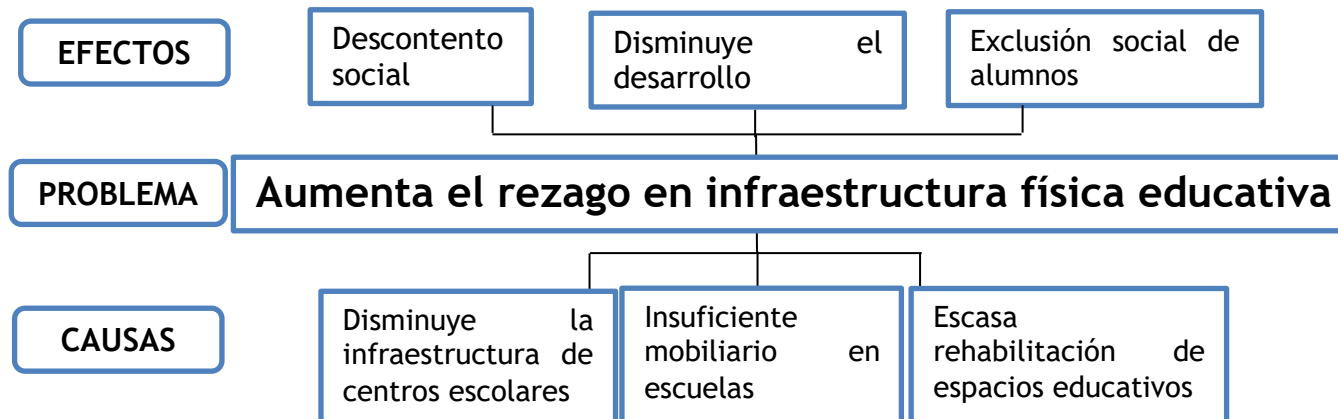 EFECTOS
Descontento
social
Disminuye el
desarrollo
Exclusión social de
alumnos
PROBLEMA
Aumenta el rezago en infraestructura física educativa
CAUSAS
Disminuye la
infraestructura de
centros escolares
Insuficiente
mobiliario en
escuelas
Escasa
rehabilitación de
espacios educativos